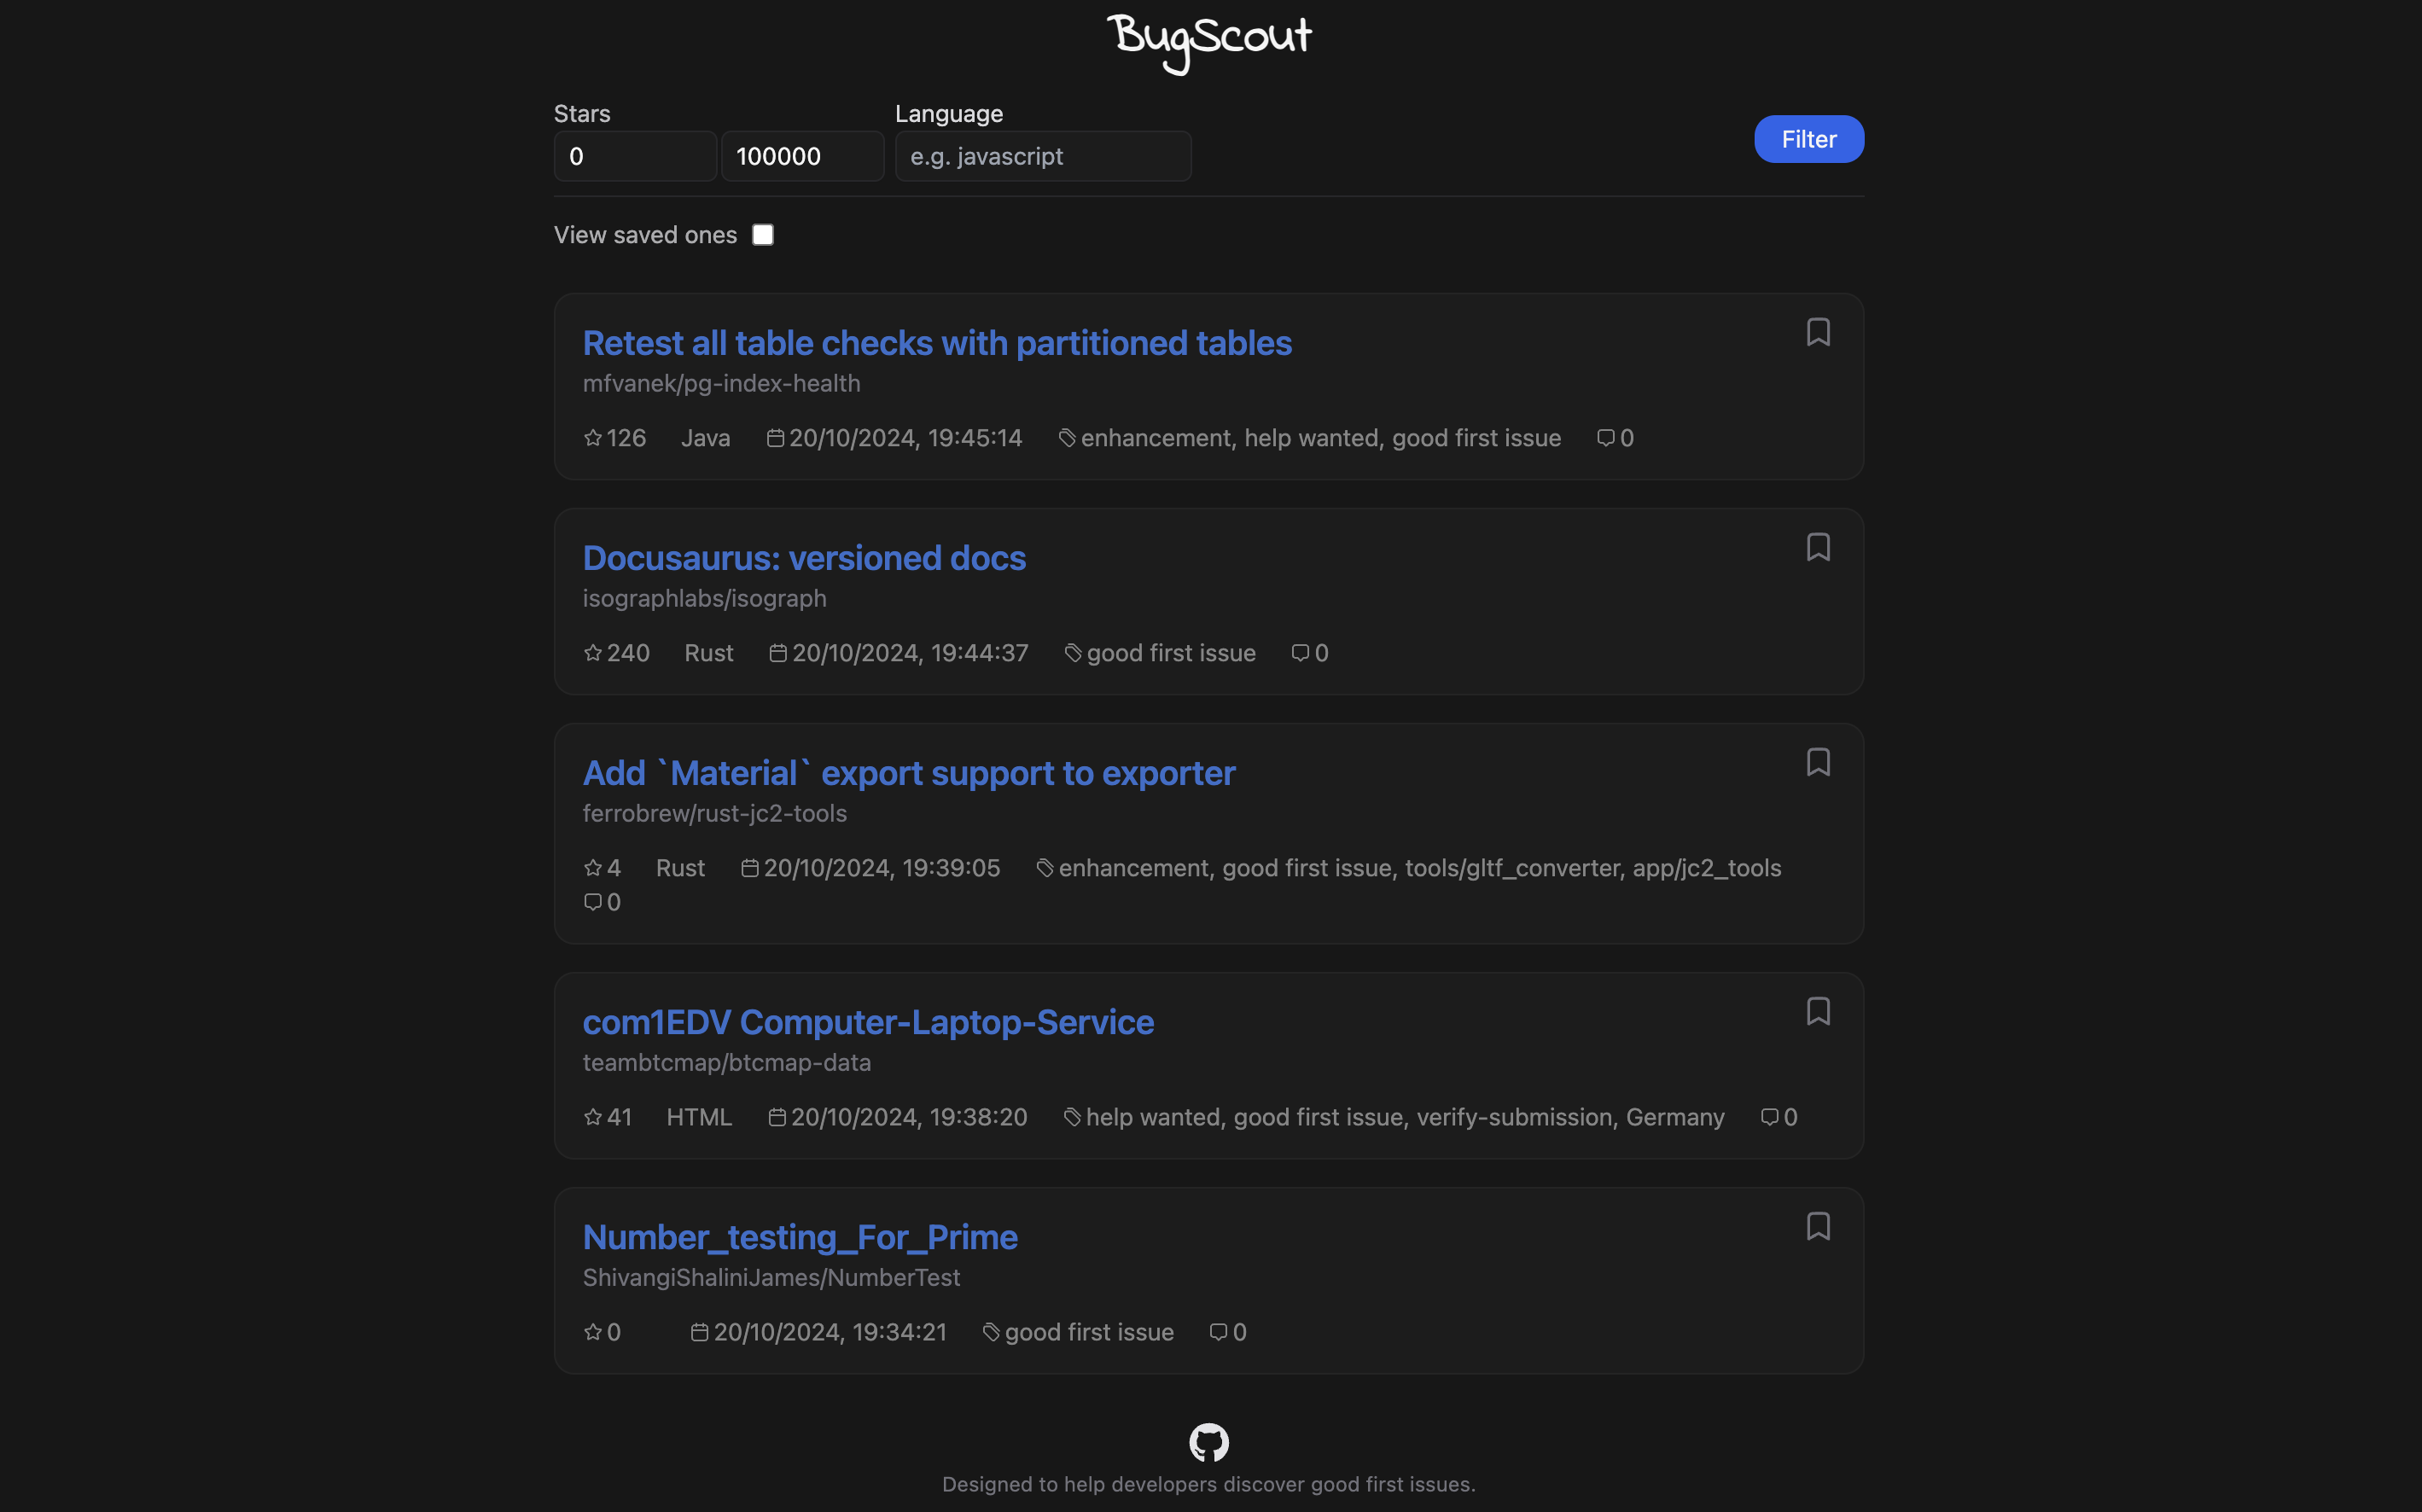 BugScout
Stars
Language
0
100000
e.g. javascript
Filter
View saved ones
Retest all table checks with partitioned tables
mfvanek/pg-index-health
126 Java 20/10/2024, 19:45:14 enhancement, help wanted, good first issue 0
Docusaurus: versioned docs
isographlabs/isograph
240 Rust 20/10/2024, 19:44:37 good first issue 0
Add `Material` export support to exporter
ferrobrew/rust-jc2-tools
4 Rust 20/10/2024, 19:39:05 enhancement, good first issue, tools/gltf_converter, app/jc2_tools
0
com1EDV Computer-Laptop-Service
teambtcmap/btcmap-data
41 HTML 20/10/2024, 19:38:20 help wanted, good first issue, verify-submission, Germany 0
Number_testing_For_Prime
ShivangiShaliniJames/NumberTest
0 20/10/2024, 19:34:21 good first issue 0
Designed to help developers discover good first issues.